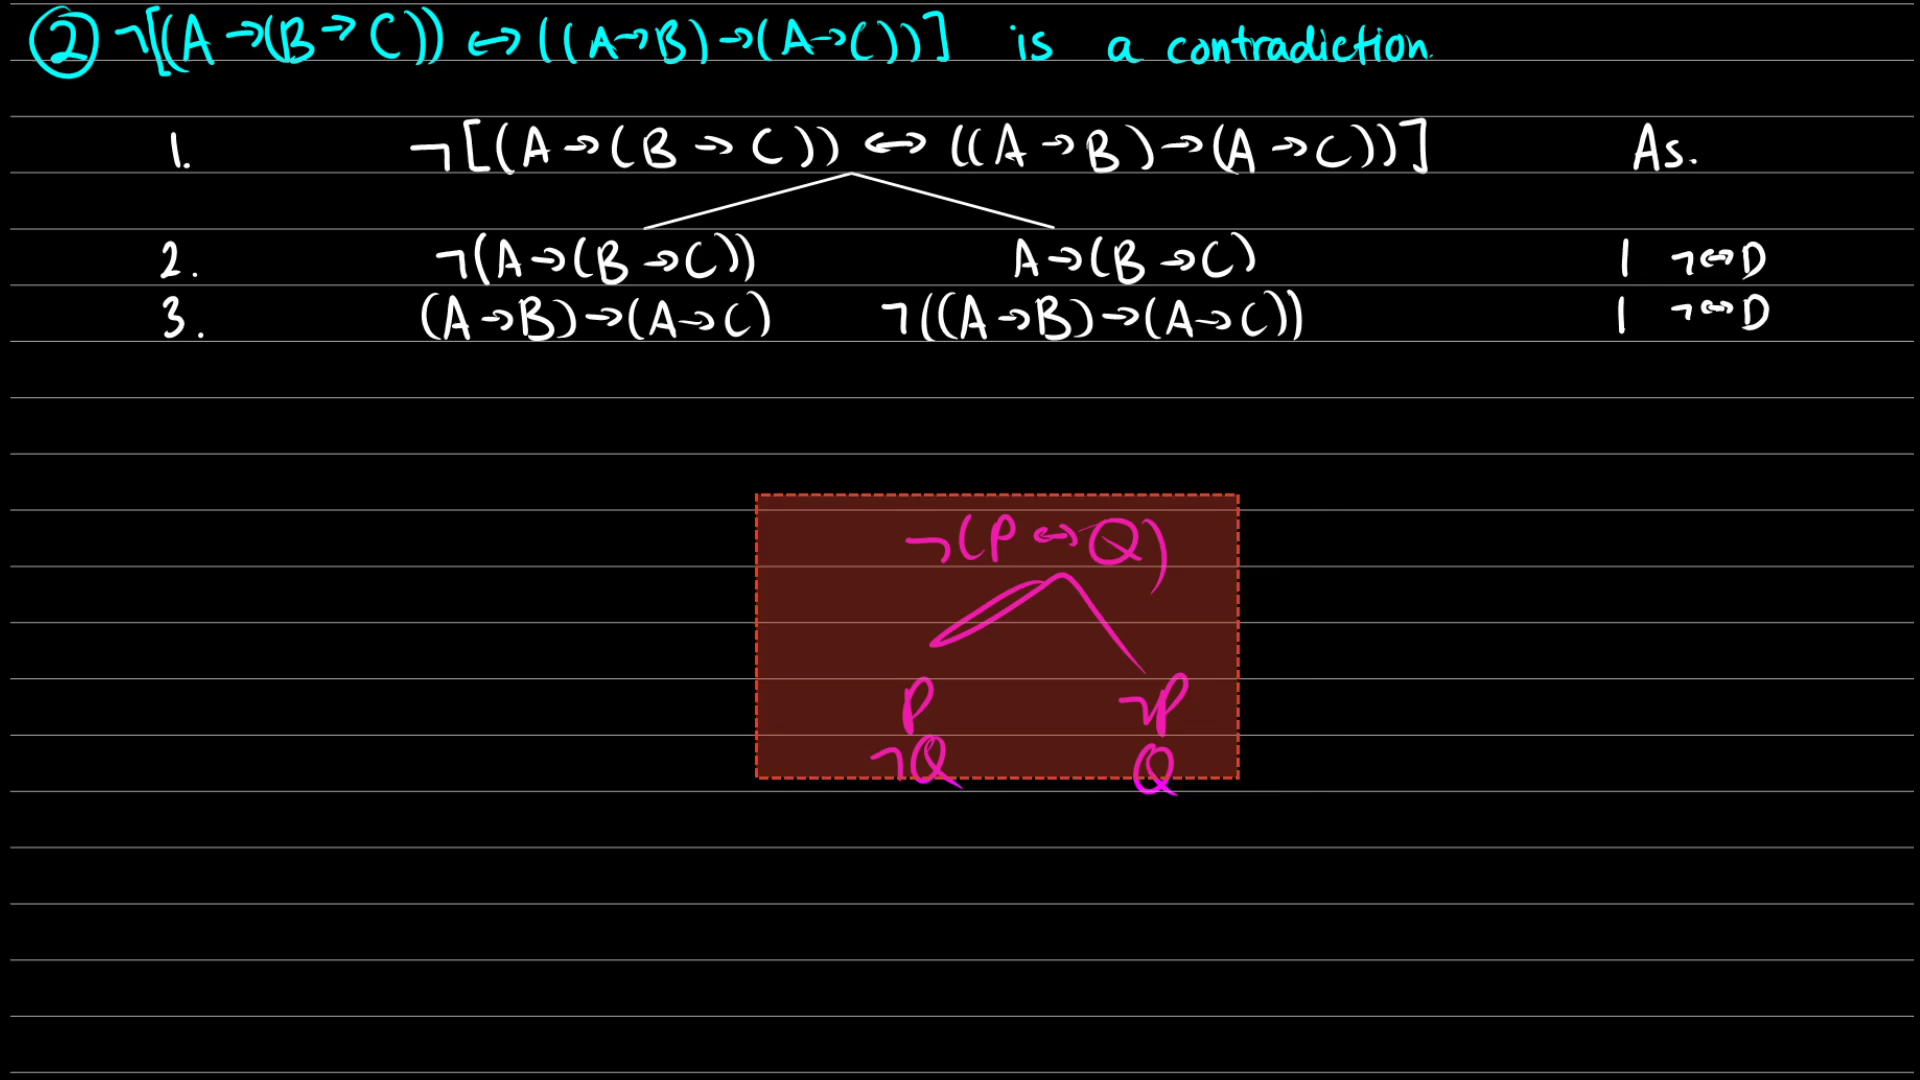 ② ¬[(A→(B→C)) ↔ ((A→B)→(A→C))] is a contradiction.
1. ¬[(A→(B→C)) ↔ ((A→B)→(A→C))] As.
2. ¬(A→(B→C)) A→(B→C) 1 ¬↔D
3. (A→B)→(A→C) ¬((A→B)→(A→C)) 1 ¬↔D
¬(P↔Q)
P ¬P
¬Q Q